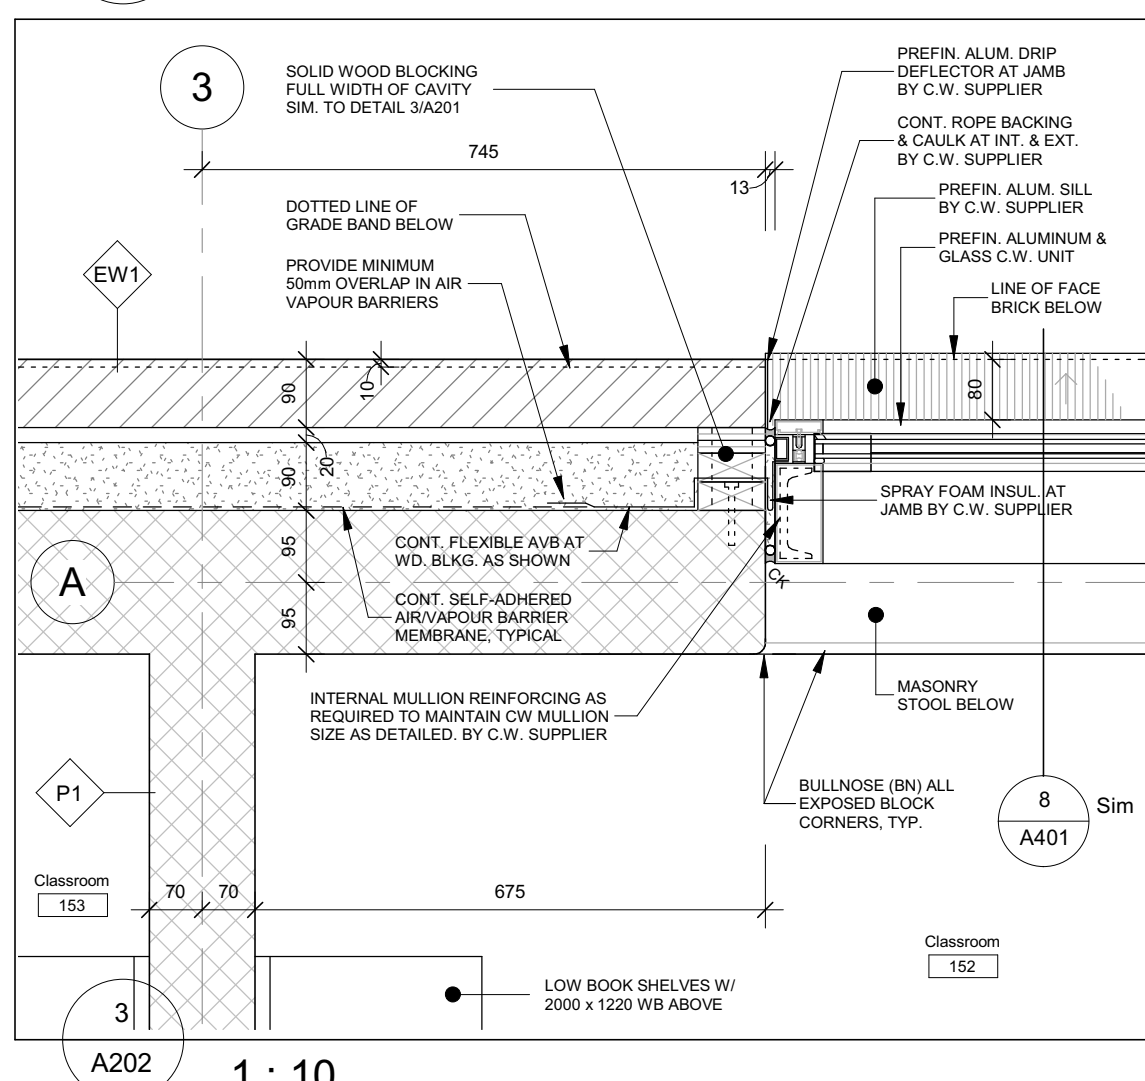 3
SOLID WOOD BLOCKING
FULL WIDTH OF CAVITY
SIM. TO DETAIL 3/A201
PREFIN. ALUM. DRIP
DEFLECTOR AT JAMB
BY C.W. SUPPLIER
CONT. ROPE BACKING
& CAULK AT INT. & EXT.
BY C.W. SUPPLIER
745
13
PREFIN. ALUM. SILL
BY C.W. SUPPLIER
DOTTED LINE OF
GRADE BAND BELOW
PREFIN. ALUMINUM &
GLASS C.W. UNIT
EW1
PROVIDE MINIMUM
50mm OVERLAP IN AIR
VAPOUR BARRIERS
LINE OF FACE
BRICK BELOW
90
10
80
20
90
SPRAY FOAM INSUL. AT
JAMB BY C.W. SUPPLIER
95
CONT. FLEXIBLE AVB AT
WD. BLKG. AS SHOWN
CK
A
CONT. SELF-ADHERED
AIR/VAPOUR BARRIER
MEMBRANE, TYPICAL
95
INTERNAL MULLION REINFORCING AS
REQUIRED TO MAINTAIN CW MULLION
SIZE AS DETAILED. BY C.W. SUPPLIER
MASONRY
STOOL BELOW
P1
BULLNOSE (BN) ALL
EXPOSED BLOCK
CORNERS, TYP.
8
A401
Sim
Classroom
153
70
70
675
Classroom
152
LOW BOOK SHELVES W/
2000 x 1220 WB ABOVE
3
A202
1 : 10